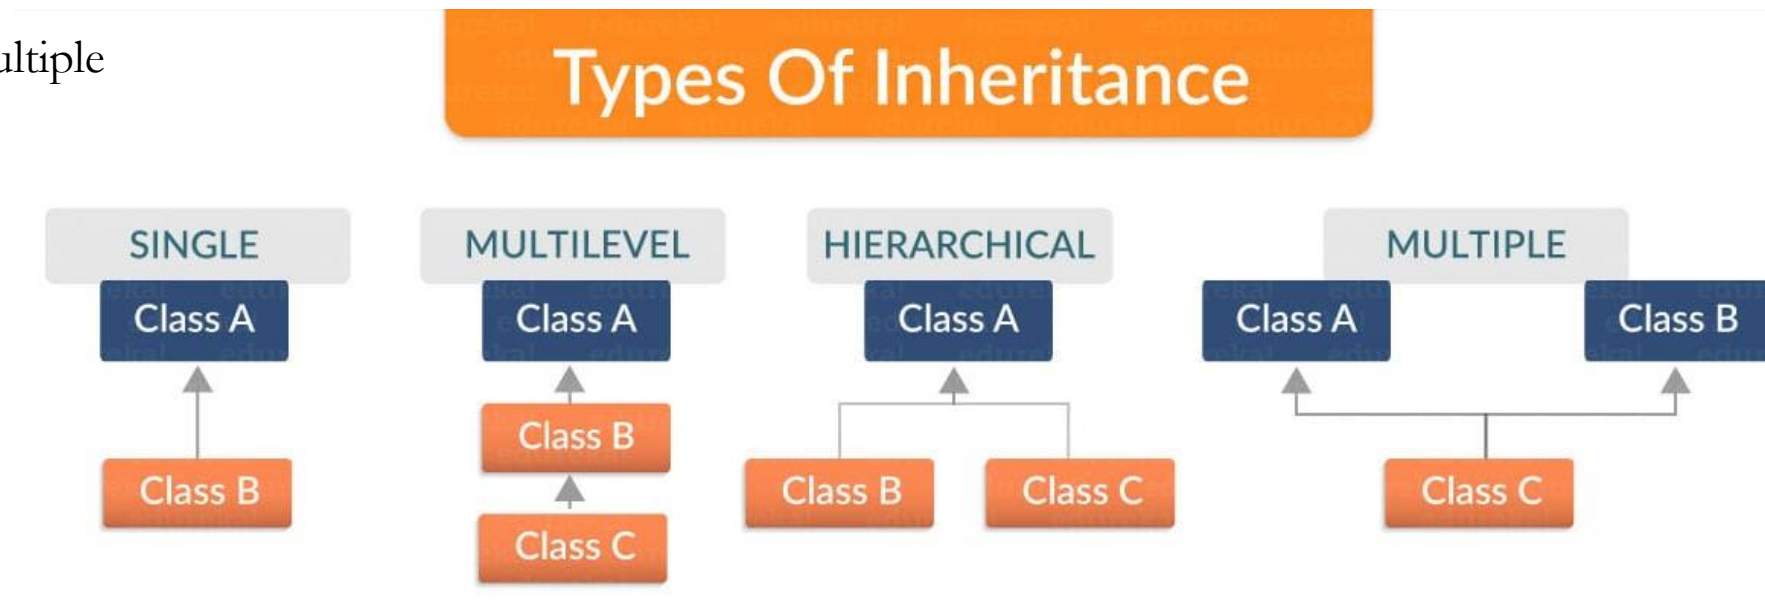 ultiple
Types Of Inheritance
SINGLE
Class A
Class B
MULTILEVEL
Class A
Class B
Class C
HIERARCHICAL
Class A
Class B
Class C
MULTIPLE
Class A
Class B
Class C